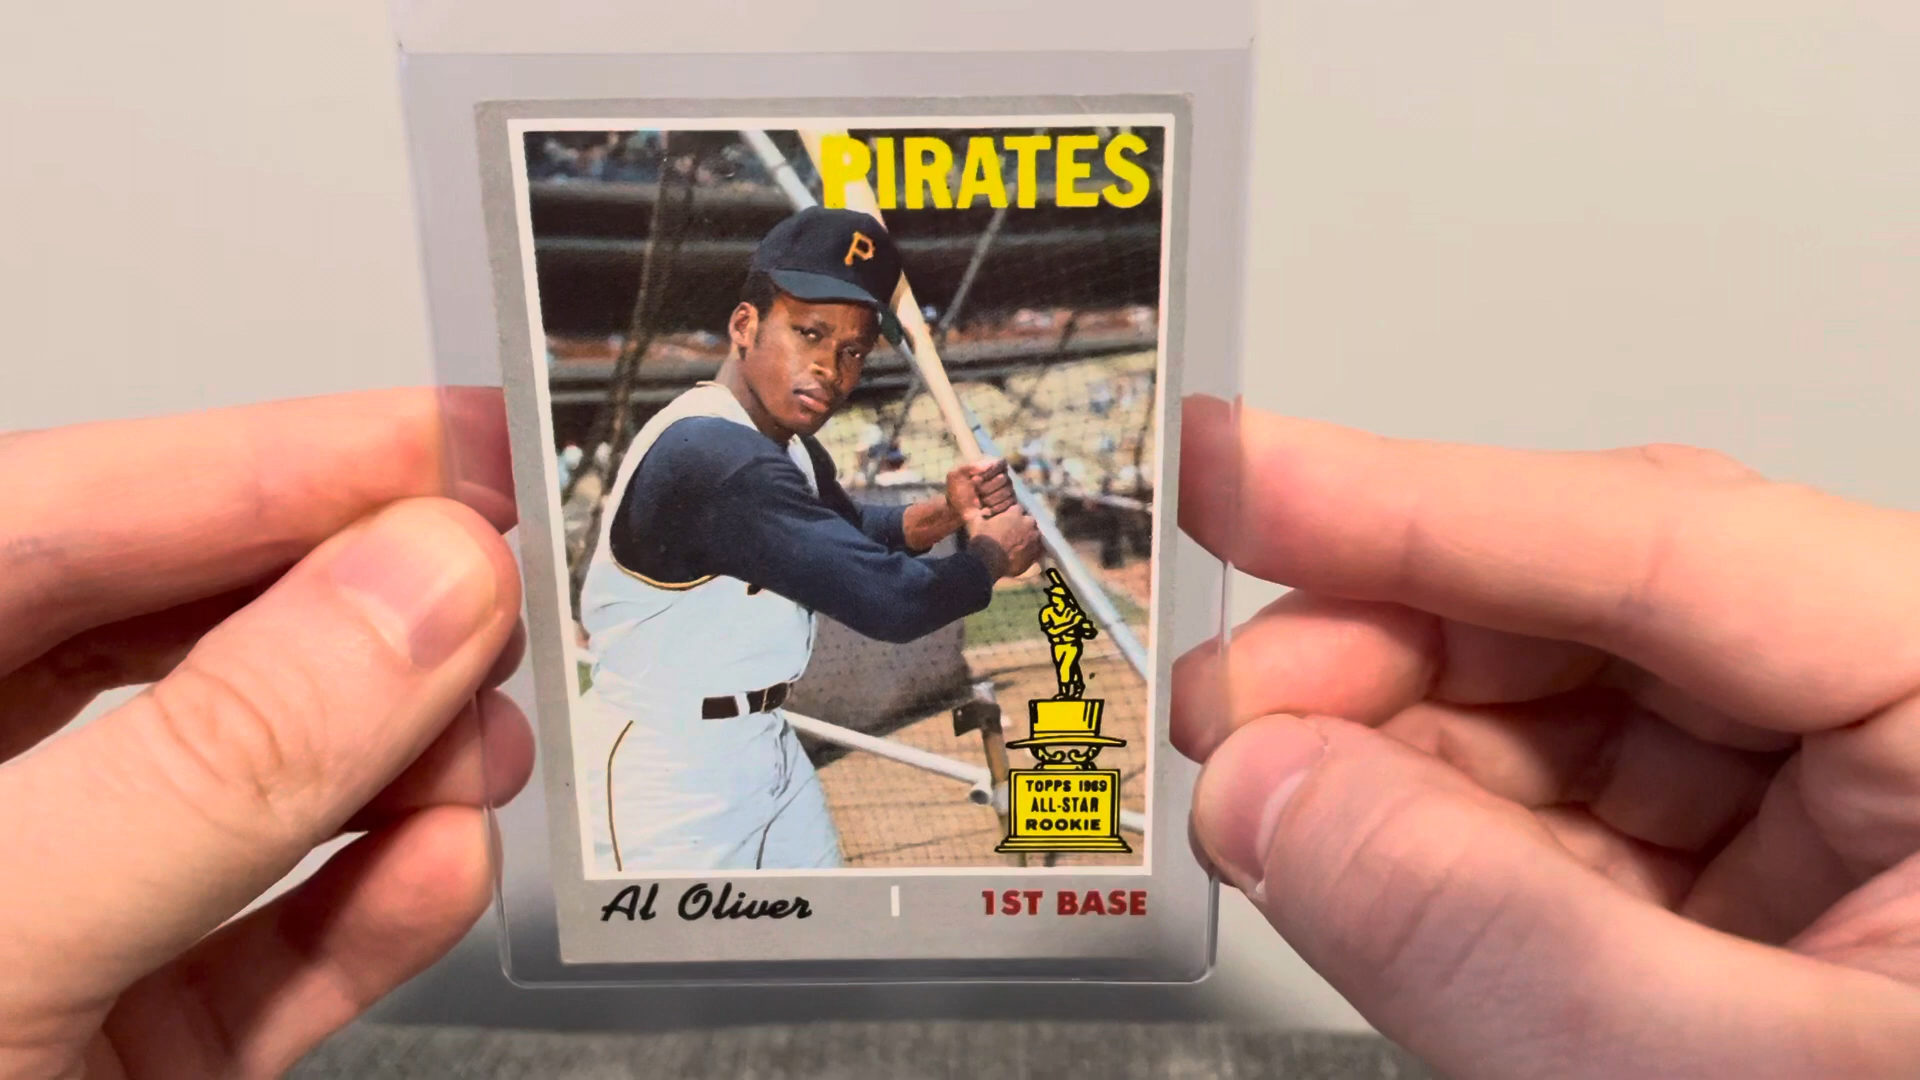 PIRATES
P
TOPPS 1969
ALL-STAR
ROOKIE
Al Oliver
1ST BASE